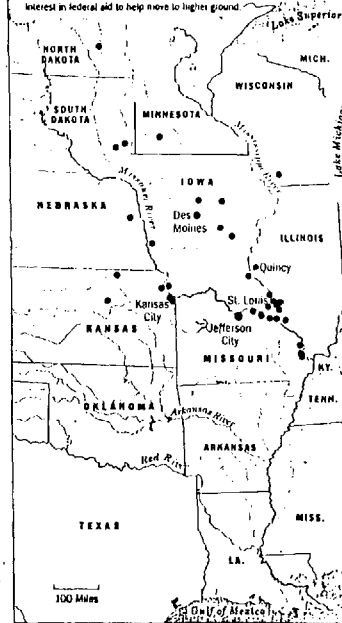 Interest in federal aid to help move to higher ground.
Lake Superior
NORTH
DAKOTA
MICH.
WISCONSIN
SOUTH
DAKOTA
MINNESOTA
Mississippi River
Lake Michigan
Missouri River
IOWA
NEBRASKA
Des
Moines
ILLINOIS
Quincy
Kansas
City
St. Louis
Jefferson
City
KANSAS
MISSOURI
KY.
TENN.
OKLAHOMA
Arkansas River
ARKANSAS
Red River
MISS.
TEXAS
LA.
100 Miles
Gulf of Mexico